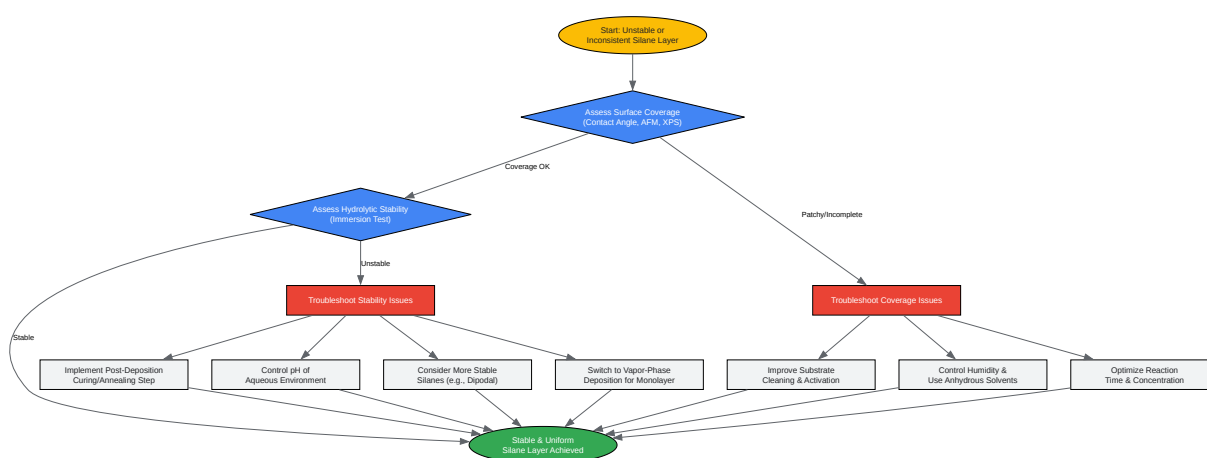 Start: Unstable or
Inconsistent Silane Layer
Assess Surface Coverage
(Contact Angle, AFM, XPS)
Coverage OK
Patchy/Incomplete
Assess Hydrolytic Stability
(Immersion Test)
Unstable
Stable
Troubleshoot Stability Issues
Troubleshoot Coverage Issues
Implement Post-Deposition
Curing/Annealing Step
Control pH of
Aqueous Environment
Consider More Stable
Silanes (e.g., Dipodal)
Switch to Vapor-Phase
Deposition for Monolayer
Improve Substrate
Cleaning & Activation
Control Humidity &
Use Anhydrous Solvents
Optimize Reaction
Time & Concentration
Stable & Uniform
Silane Layer Achieved